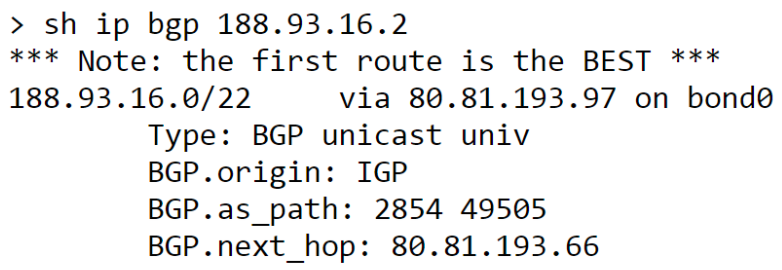 > sh ip bgp 188.93.16.2
*** Note: the first route is the BEST ***
188.93.16.0/22     via 80.81.193.97 on bond0
        Type: BGP unicast univ
        BGP.origin: IGP
        BGP.as_path: 2854 49505
        BGP.next_hop: 80.81.193.66